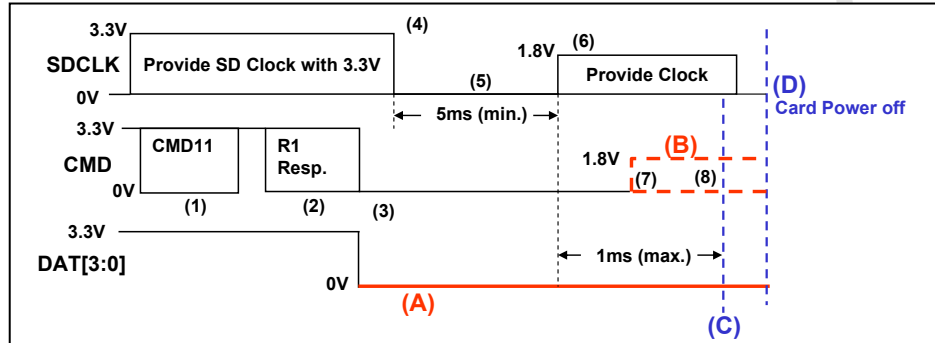 3.3V
(4)
1.8V
(6)
SDCLK
Provide SD Clock with 3.3V
(5)
Provide Clock
0V
(D)
Card Power off
5ms (min.)
3.3V
CMD11
R1
Resp.
(B)
CMD
1.8V
(7)
(8)
0V
(1)
(2)
(3)
3.3V
DAT[3:0]
1ms (max.)
0V
(A)
(C)